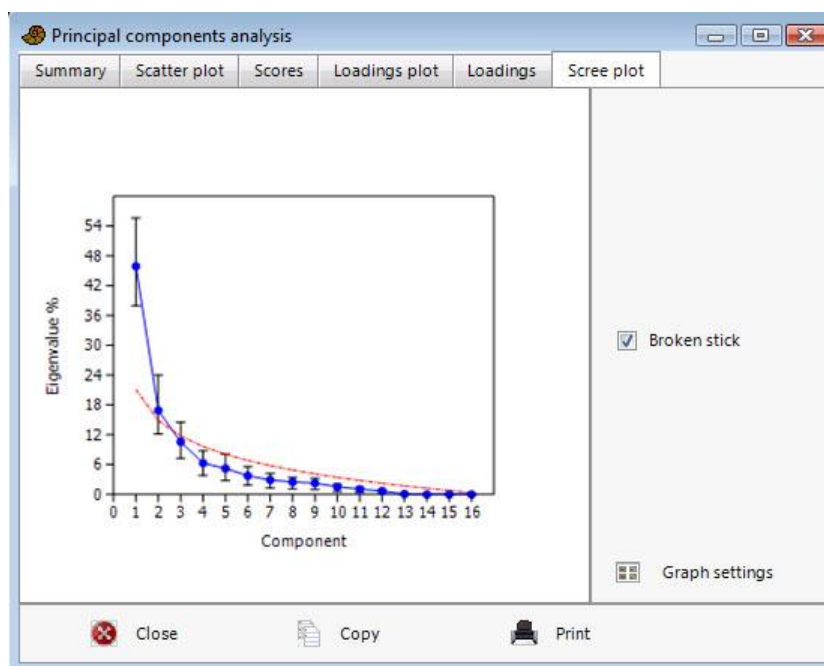 Principal components analysis
Summary Scatter plot Scores Loadings plot Loadings Scree plot
54
48
42
36
30
24
18
12
6
0
Eigenvalue %
0 1 2 3 4 5 6 7 8 9 10 11 12 13 14 15 16
Component
Broken stick
Graph settings
Close Copy Print